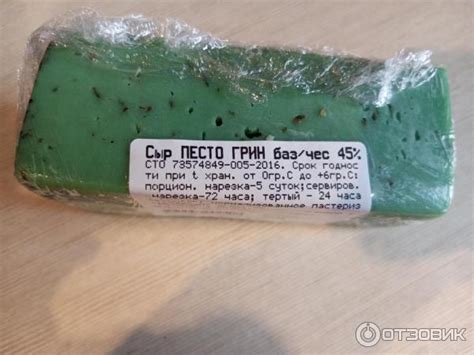 Сыр ПЕСТО ГРИН баз/чес 45%
СТО 73574849-005-2016. Срок годнос
ти при t хран. от 0гр.С до +6гр.С:
порцион. нарезка-5 суток;сервиров.
нарезка-72 часа; тертый - 24 часа
ОТЗОВИК